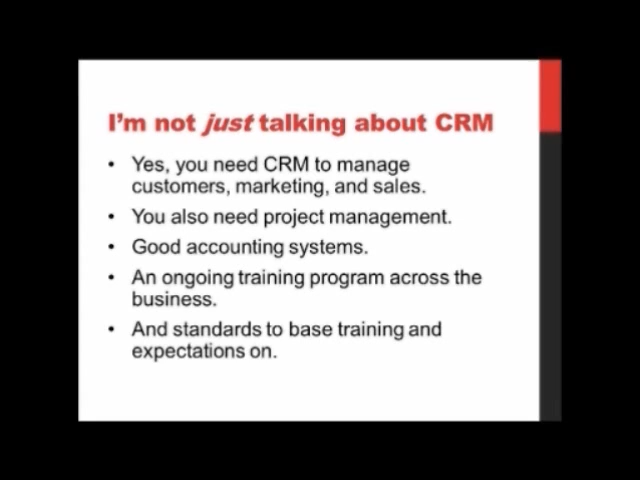 I'm not just talking about CRM
• Yes, you need CRM to manage
customers, marketing, and sales.
• You also need project management.
• Good accounting systems.
• An ongoing training program across the
business.
• And standards to base training and
expectations on.